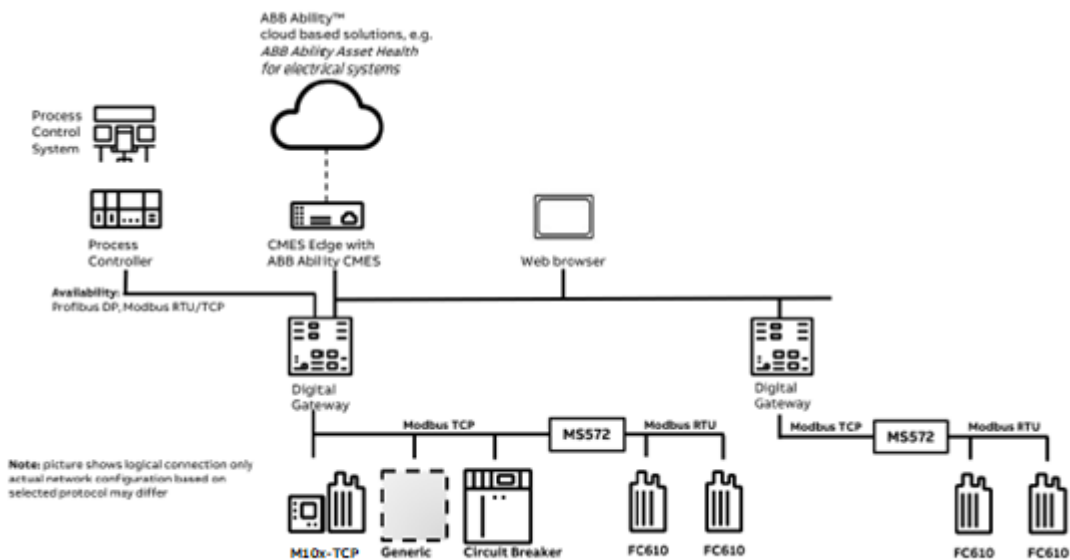 ABB Ability™
cloud based solutions, e.g.
ABB Ability Asset Health
for electrical systems
Process
Control
System
Process
Controller
CMES Edge with
ABB Ability CMES
Web browser
Availability:
Profibus DP, Modbus RTU/TCP
Digital
Gateway
Digital
Gateway
Modbus TCP
MS572
Modbus RTU
Modbus TCP
MS572
Modbus RTU
Note: picture shows logical connection only
actual network configuration based on
selected protocol may differ
M10x-TCP
Generic
Circuit Breaker
FC610
FC610
FC610
FC610